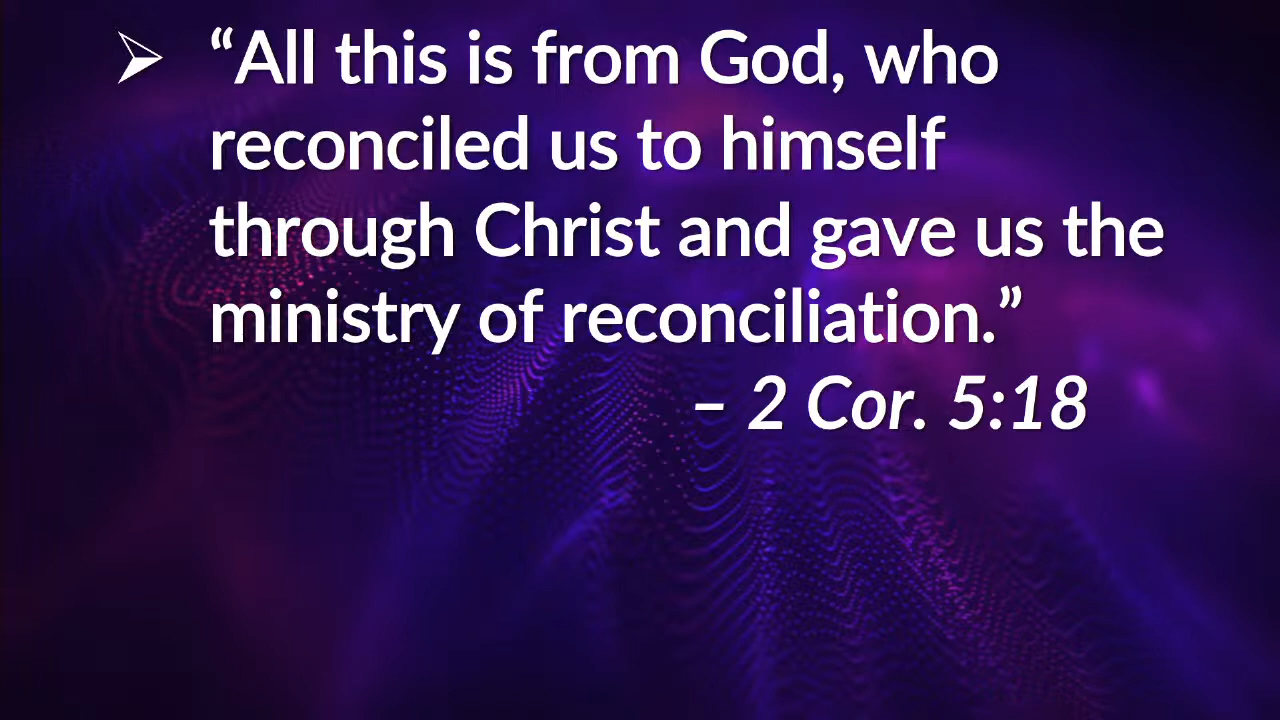 ➢ “All this is from God, who
reconciled us to himself
through Christ and gave us the
ministry of reconciliation.”
– 2 Cor. 5:18